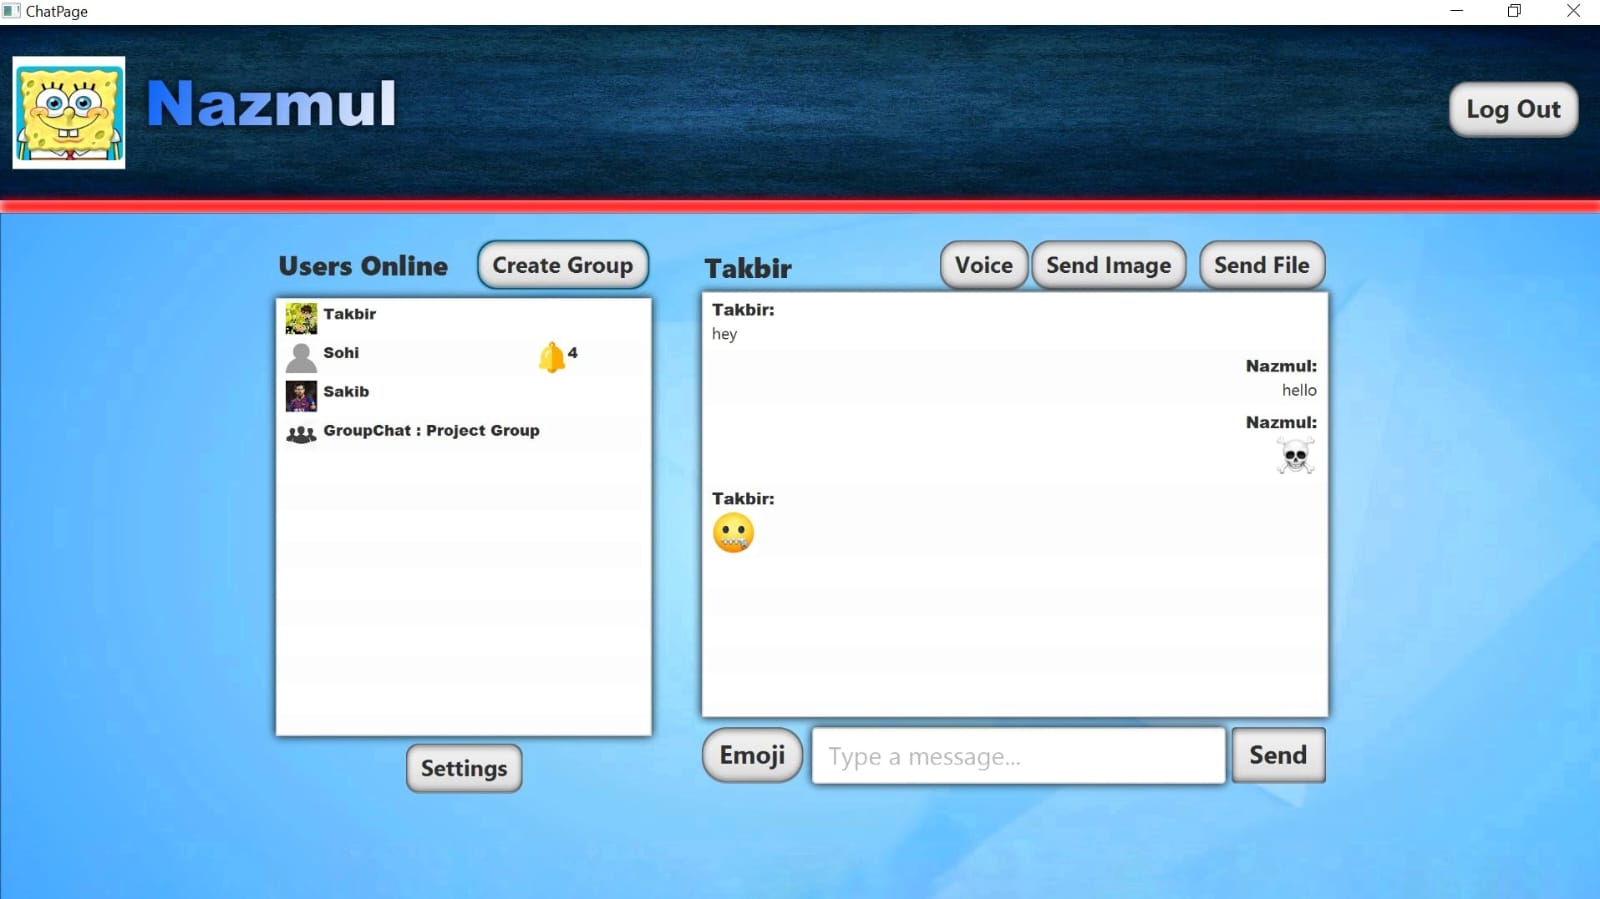 ChatPage
Nazmul
Log Out
Users Online
Create Group
Takbir
Sohi
4
Sakib
GroupChat : Project Group
Settings
Takbir
Voice
Send Image
Send File
Takbir:
hey
Nazmul:
hello
Nazmul:
☠
Takbir:
🤐
Emoji
Type a message...
Send